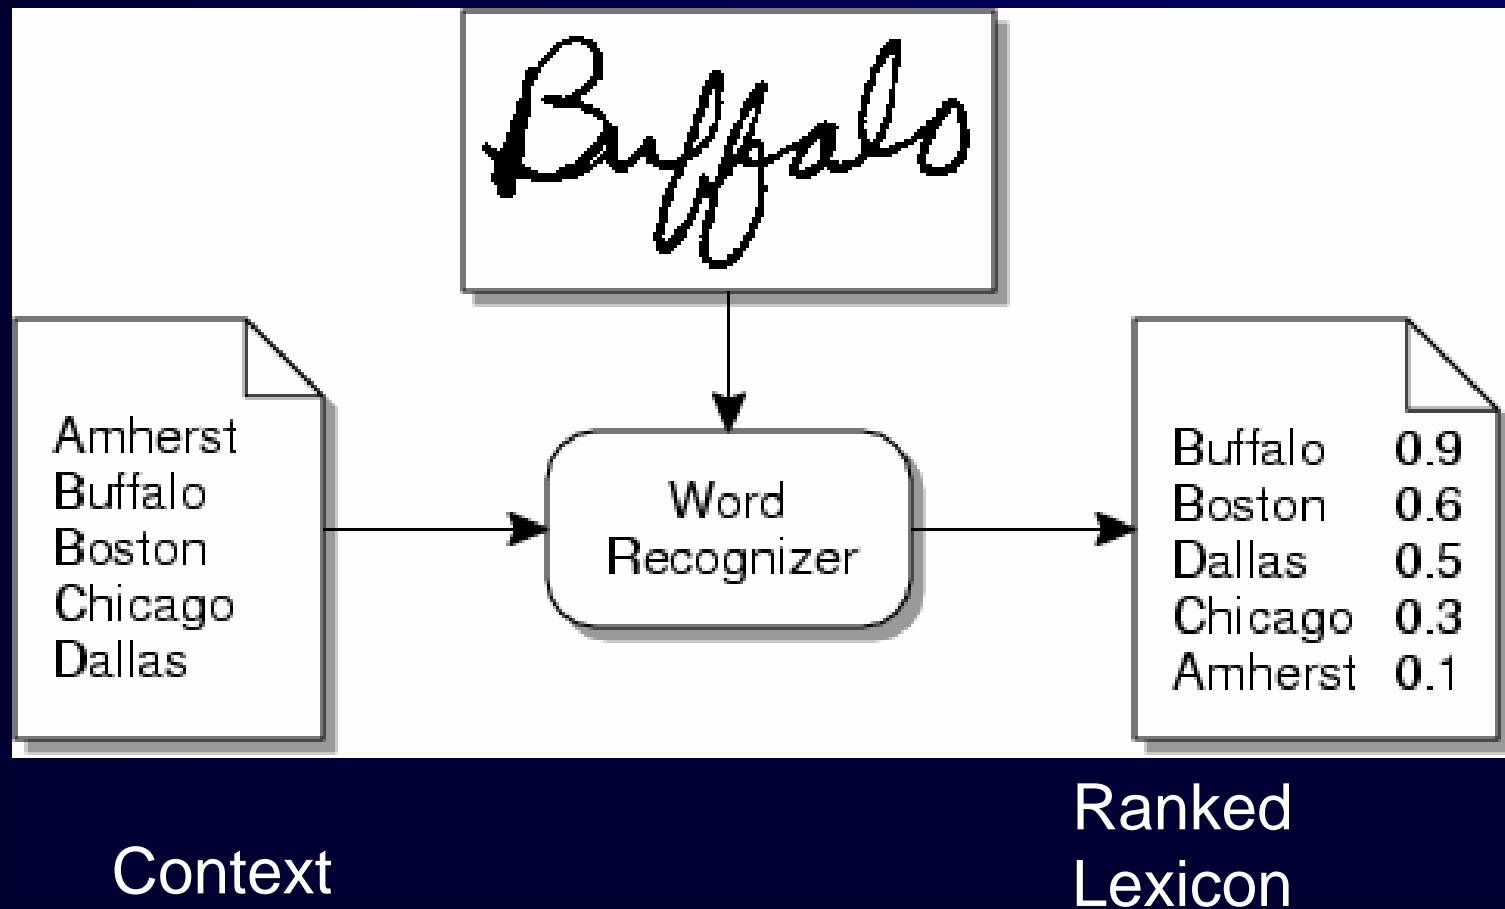 Buffalo
Amherst
Buffalo
Boston
Chicago
Dallas
Word
Recognizer
Buffalo 0.9
Boston 0.6
Dallas 0.5
Chicago 0.3
Amherst 0.1
Context
Ranked
Lexicon